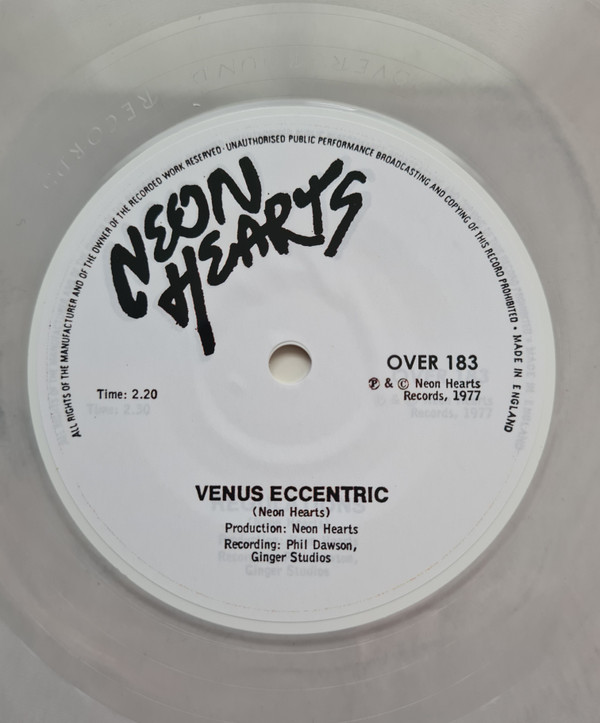 ALL RIGHTS OF THE MANUFACTURER AND OF THE OWNER OF THE RECORDED WORK RESERVED · UNAUTHORISED PUBLIC PERFORMANCE BROADCASTING AND COPYING OF THIS RECORD PROHIBITED • MADE IN ENGLAND
NEON
HEARTS
OVER 183
Ⓟ & © Neon Hearts
Records, 1977
Time: 2.20
VENUS ECCENTRIC
(Neon Hearts)
Production: Neon Hearts
Recording: Phil Dawson,
Ginger Studios
RECORDS